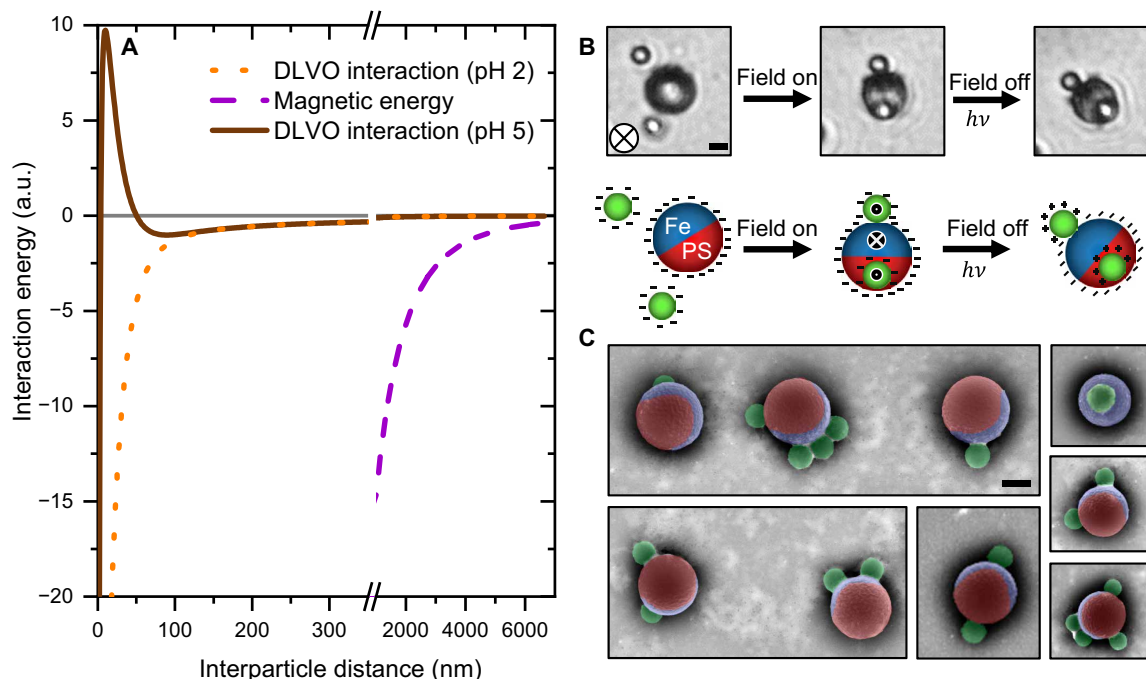 A
DLVO interaction (pH 2)
Magnetic energy
DLVO interaction (pH 5)
Interaction energy (a.u.)
10
5
0
−5
−10
−15
−20
0
100
200
300
2000
4000
6000
Interparticle distance (nm)
B
Field on
Field off
hν
Fe
PS
Field on
Field off
hν
C